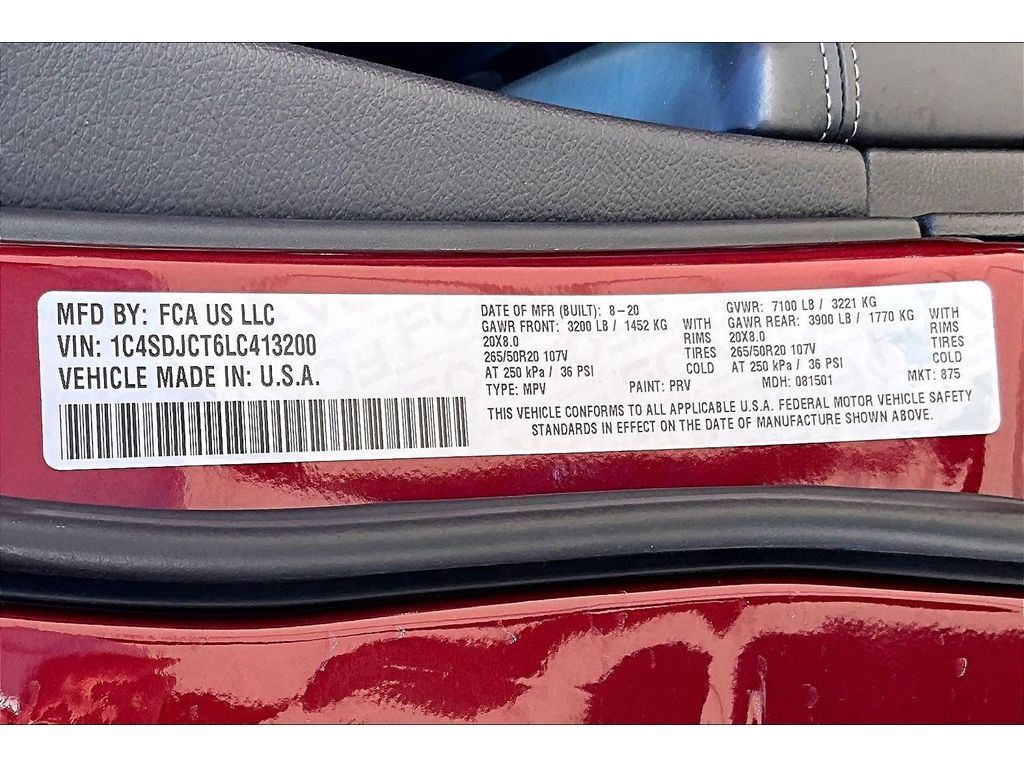 MFD BY: FCA US LLC
VIN: 1C4SDJCT6LC413200
VEHICLE MADE IN: U.S.A.
DATE OF MFR (BUILT): 8-20
GAWR FRONT: 3200 LB / 1452 KG WITH
20X8.0 RIMS
265/50R20 107V TIRES
AT 250 kPa / 36 PSI COLD
TYPE: MPV PAINT: PRV
GVWR: 7100 LB / 3221 KG
GAWR REAR: 3900 LB / 1770 KG WITH
20X8.0 RIMS
265/50R20 107V TIRES
AT 250 kPa / 36 PSI COLD
MDH: 081501 MKT: 875
THIS VEHICLE CONFORMS TO ALL APPLICABLE U.S.A. FEDERAL MOTOR VEHICLE SAFETY
STANDARDS IN EFFECT ON THE DATE OF MANUFACTURE SHOWN ABOVE.